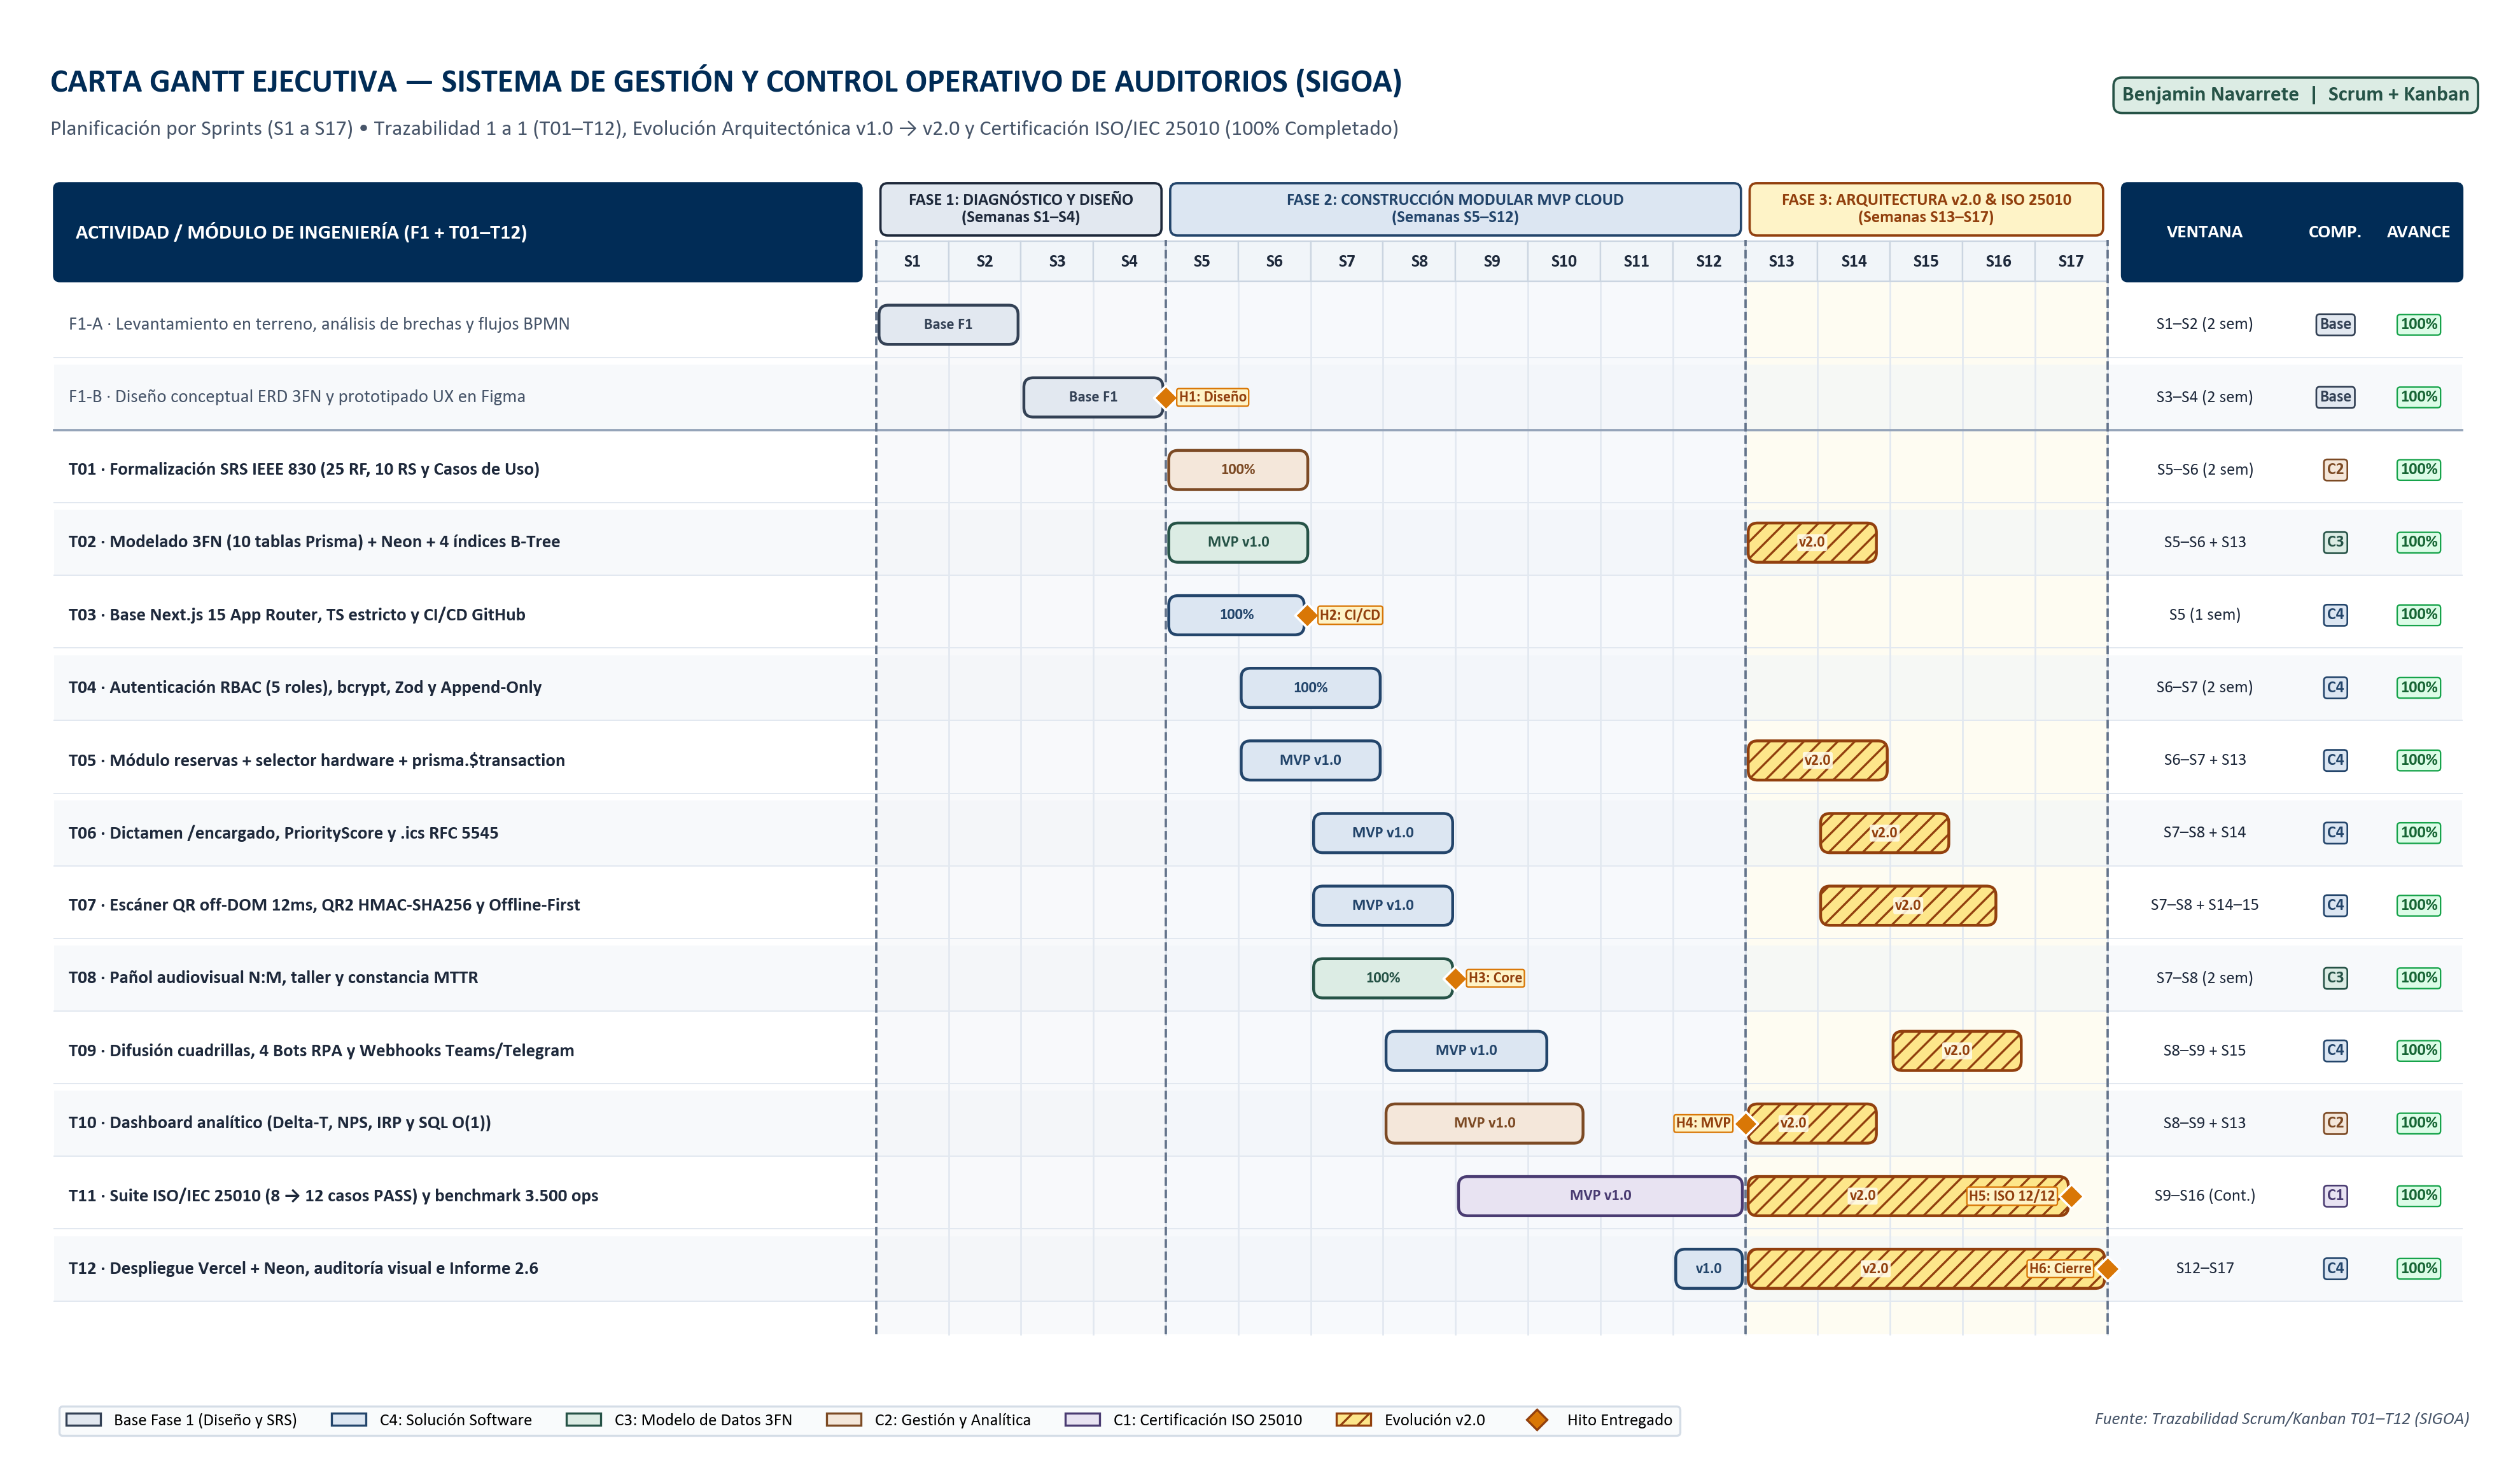 CARTA GANTT EJECUTIVA — SISTEMA DE GESTIÓN Y CONTROL OPERATIVO DE AUDITORIOS (SIGOA)
Benjamin Navarrete | Scrum + Kanban
Planificación por Sprints (S1 a S17) • Trazabilidad 1 a 1 (T01–T12), Evolución Arquitectónica v1.0 → v2.0 y Certificación ISO/IEC 25010 (100% Completado)
ACTIVIDAD / MÓDULO DE INGENIERÍA (F1 + T01–T12)
FASE 1: DIAGNÓSTICO Y DISEÑO
(Semanas S1–S4)
FASE 2: CONSTRUCCIÓN MODULAR MVP CLOUD
(Semanas S5–S12)
FASE 3: ARQUITECTURA v2.0 & ISO 25010
(Semanas S13–S17)
VENTANA COMP. AVANCE
S1 S2 S3 S4 S5 S6 S7 S8 S9 S10 S11 S12 S13 S14 S15 S16 S17
F1-A · Levantamiento en terreno, análisis de brechas y flujos BPMN Base F1 S1–S2 (2 sem) Base 100%
F1-B · Diseño conceptual ERD 3FN y prototipado UX en Figma Base F1 H1: Diseño S3–S4 (2 sem) Base 100%
T01 · Formalización SRS IEEE 830 (25 RF, 10 RS y Casos de Uso) 100% S5–S6 (2 sem) C2 100%
T02 · Modelado 3FN (10 tablas Prisma) + Neon + 4 índices B-Tree MVP v1.0 v2.0 S5–S6 + S13 C3 100%
T03 · Base Next.js 15 App Router, TS estricto y CI/CD GitHub 100% H2: CI/CD S5 (1 sem) C4 100%
T04 · Autenticación RBAC (5 roles), bcrypt, Zod y Append-Only 100% S6–S7 (2 sem) C4 100%
T05 · Módulo reservas + selector hardware + prisma.$transaction MVP v1.0 v2.0 S6–S7 + S13 C4 100%
T06 · Dictamen /encargado, PriorityScore y .ics RFC 5545 MVP v1.0 v2.0 S7–S8 + S14 C4 100%
T07 · Escáner QR off-DOM 12ms, QR2 HMAC-SHA256 y Offline-First MVP v1.0 v2.0 S7–S8 + S14–15 C4 100%
T08 · Pañol audiovisual N:M, taller y constancia MTTR 100% H3: Core S7–S8 (2 sem) C3 100%
T09 · Difusión cuadrillas, 4 Bots RPA y Webhooks Teams/Telegram MVP v1.0 v2.0 S8–S9 + S15 C4 100%
T10 · Dashboard analítico (Delta-T, NPS, IRP y SQL O(1)) MVP v1.0 H4: MVP v2.0 S8–S9 + S13 C2 100%
T11 · Suite ISO/IEC 25010 (8 → 12 casos PASS) y benchmark 3.500 ops MVP v1.0 v2.0 H5: ISO 12/12 S9–S16 (Cont.) C1 100%
T12 · Despliegue Vercel + Neon, auditoría visual e Informe 2.6 v1.0 v2.0 H6: Cierre S12–S17 C4 100%
Base Fase 1 (Diseño y SRS) C4: Solución Software C3: Modelo de Datos 3FN C2: Gestión y Analítica C1: Certificación ISO 25010 Evolución v2.0 Hito Entregado
Fuente: Trazabilidad Scrum/Kanban T01–T12 (SIGOA)